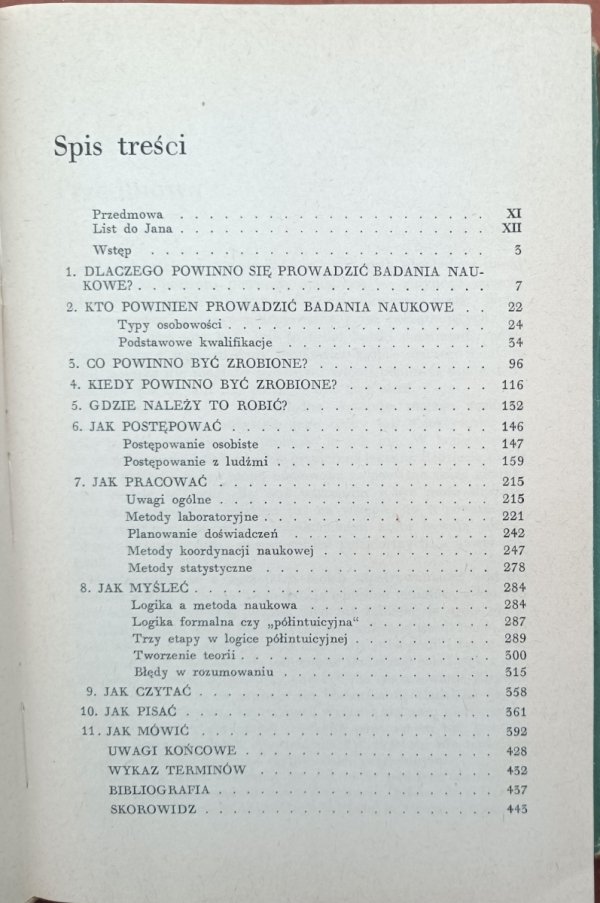 Spis treści
Przedmowa . . . . . . . . . . . . . . . . . . . . XI
List do Jana . . . . . . . . . . . . . . . . . . . . XII
Wstęp . . . . . . . . . . . . . . . . . . . . 3
1. DLACZEGO POWINNO SIĘ PROWADZIĆ BADANIA NAU-
KOWE? . . . . . . . . . . . . . . . . . . . . 7
2. KTO POWINIEN PROWADZIĆ BADANIA NAUKOWE . . 22
Typy osobowości . . . . . . . . . . . . . . . . 24
Podstawowe kwalifikacje . . . . . . . . . . . . 34
3. CO POWINNO BYĆ ZROBIONE? . . . . . . . . . . 96
4. KIEDY POWINNO BYĆ ZROBIONE? . . . . . . . . 116
5. GDZIE NALEŻY TO ROBIĆ? . . . . . . . . . . . 132
6. JAK POSTĘPOWAĆ . . . . . . . . . . . . . . . 146
Postępowanie osobiste . . . . . . . . . . . . . 147
Postępowanie z ludźmi . . . . . . . . . . . . . 159
7. JAK PRACOWAĆ . . . . . . . . . . . . . . . . 215
Uwagi ogólne . . . . . . . . . . . . . . . . 215
Metody laboratoryjne . . . . . . . . . . . . . 221
Planowanie doświadczeń . . . . . . . . . . . . 242
Metody koordynacji naukowej . . . . . . . . . . 247
Metody statystyczne . . . . . . . . . . . . . . 278
8. JAK MYŚLEĆ . . . . . . . . . . . . . . . . . 284
Logika a metoda naukowa . . . . . . . . . . . 284
Logika formalna czy „półintuicyjna“ . . . . . . . 287
Trzy etapy w logice półintuicyjnej . . . . . . . . 289
Tworzenie teorii . . . . . . . . . . . . . . . 300
Błędy w rozumowaniu . . . . . . . . . . . . . 315
9. JAK CZYTAĆ . . . . . . . . . . . . . . . . . 358
10. JAK PISAĆ . . . . . . . . . . . . . . . . . . 361
11. JAK MÓWIĆ . . . . . . . . . . . . . . . . . 392
UWAGI KOŃCOWE . . . . . . . . . . . . . . . 428
WYKAZ TERMINÓW . . . . . . . . . . . . . . 432
BIBLIOGRAFIA . . . . . . . . . . . . . . . . . 437
SKOROWIDZ . . . . . . . . . . . . . . . . . . 443